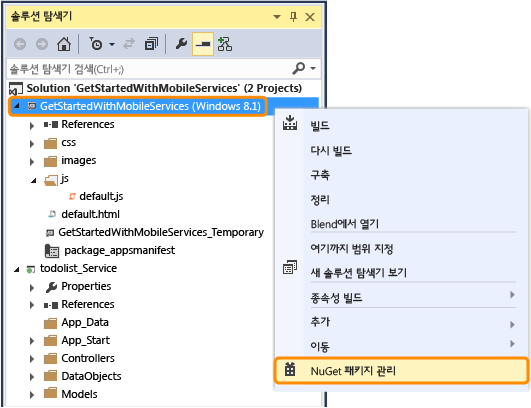 솔루션 탐색기
솔루션 탐색기 검색(Ctrl+;)
Solution 'GetStartedWithMobileServices' (2 Projects)
GetStartedWithMobileServices (Windows 8.1)
References
css
images
js
default.js
default.html
GetStartedWithMobileServices_Temporary
package_appsmanifest
todolist_Service
Properties
References
App_Data
App_Start
Controllers
DataObjects
Models
빌드
다시 빌드
구축
정리
Blend에서 열기
여기까지 범위 지정
새 솔루션 탐색기 보기
종속성 빌드
추가
이동
NuGet 패키지 관리